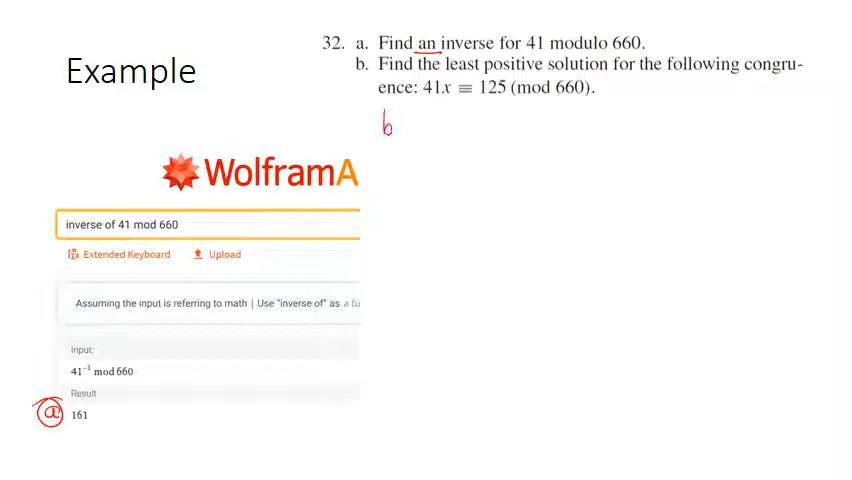 32. a. Find an inverse for 41 modulo 660.
b. Find the least positive solution for the following congru-
ence: 41x ≡ 125 (mod 660).
Example
b
WolframA
inverse of 41 mod 660
Extended Keyboard Upload
Assuming the input is referring to math | Use "inverse of" as a fu
Input:
41⁻¹ mod 660
Result
a
161